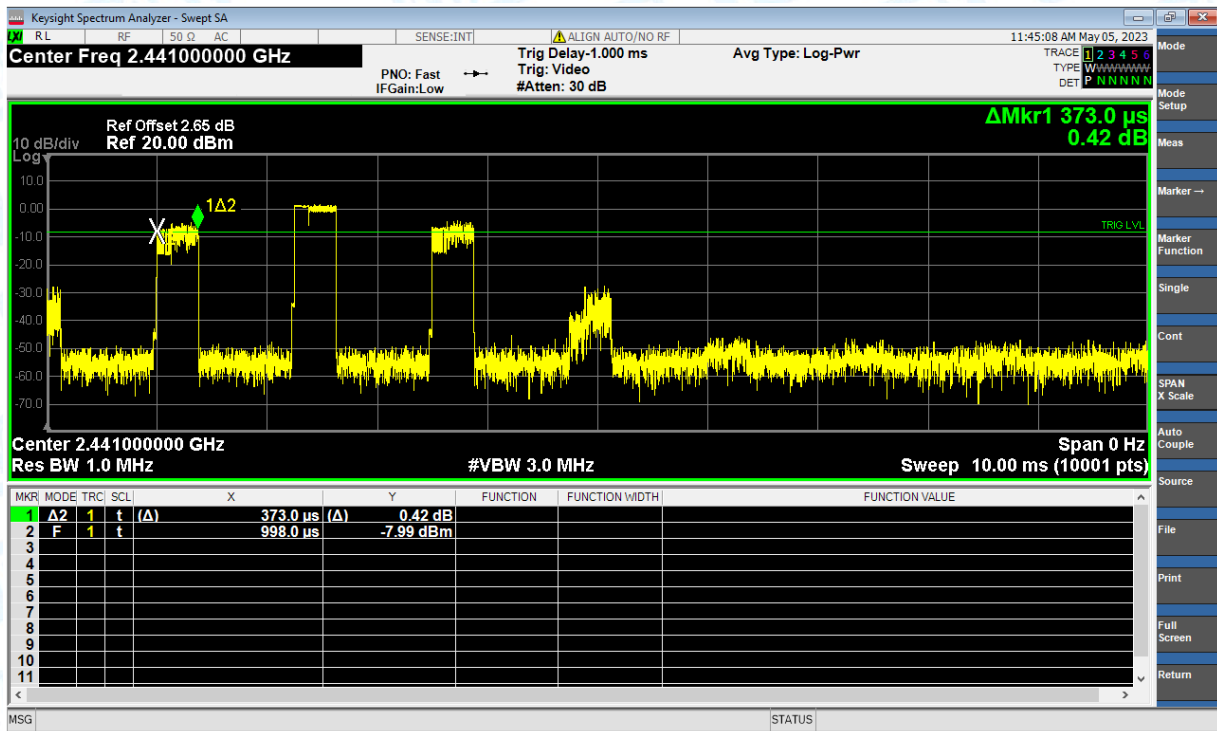 Keysight Spectrum Analyzer - Swept SA
LXI RL RF 50 Ω AC SENSE:INT ALIGN AUTO/NO RF 11:45:08 AM May 05, 2023
Center Freq 2.441000000 GHz
PNO: Fast
IFGain:Low
Trig Delay-1.000 ms
Trig: Video
#Atten: 30 dB
Avg Type: Log-Pwr
TRACE 1 2 3 4 5 6
TYPE WWWWWW
DET P N N N N N
ΔMkr1 373.0 µs
0.42 dB
Ref Offset 2.65 dB
10 dB/div Ref 20.00 dBm
Log
10.0
0.00
-10.0
-20.0
-30.0
-40.0
-50.0
-60.0
-70.0
1Δ2
X
TRIG LVL
Center 2.441000000 GHz Span 0 Hz
Res BW 1.0 MHz #VBW 3.0 MHz Sweep 10.00 ms (10001 pts)
MKR MODE TRC SCL X Y FUNCTION FUNCTION WIDTH FUNCTION VALUE
1 Δ2 1 t (Δ) 373.0 µs (Δ) 0.42 dB
2 F 1 t 998.0 µs -7.99 dBm
3
4
5
6
7
8
9
10
11
MSG STATUS
Mode
Mode
Setup
Meas
Marker →
Marker
Function
Single
Cont
SPAN
X Scale
Auto
Couple
Source
File
Print
Full
Screen
Return